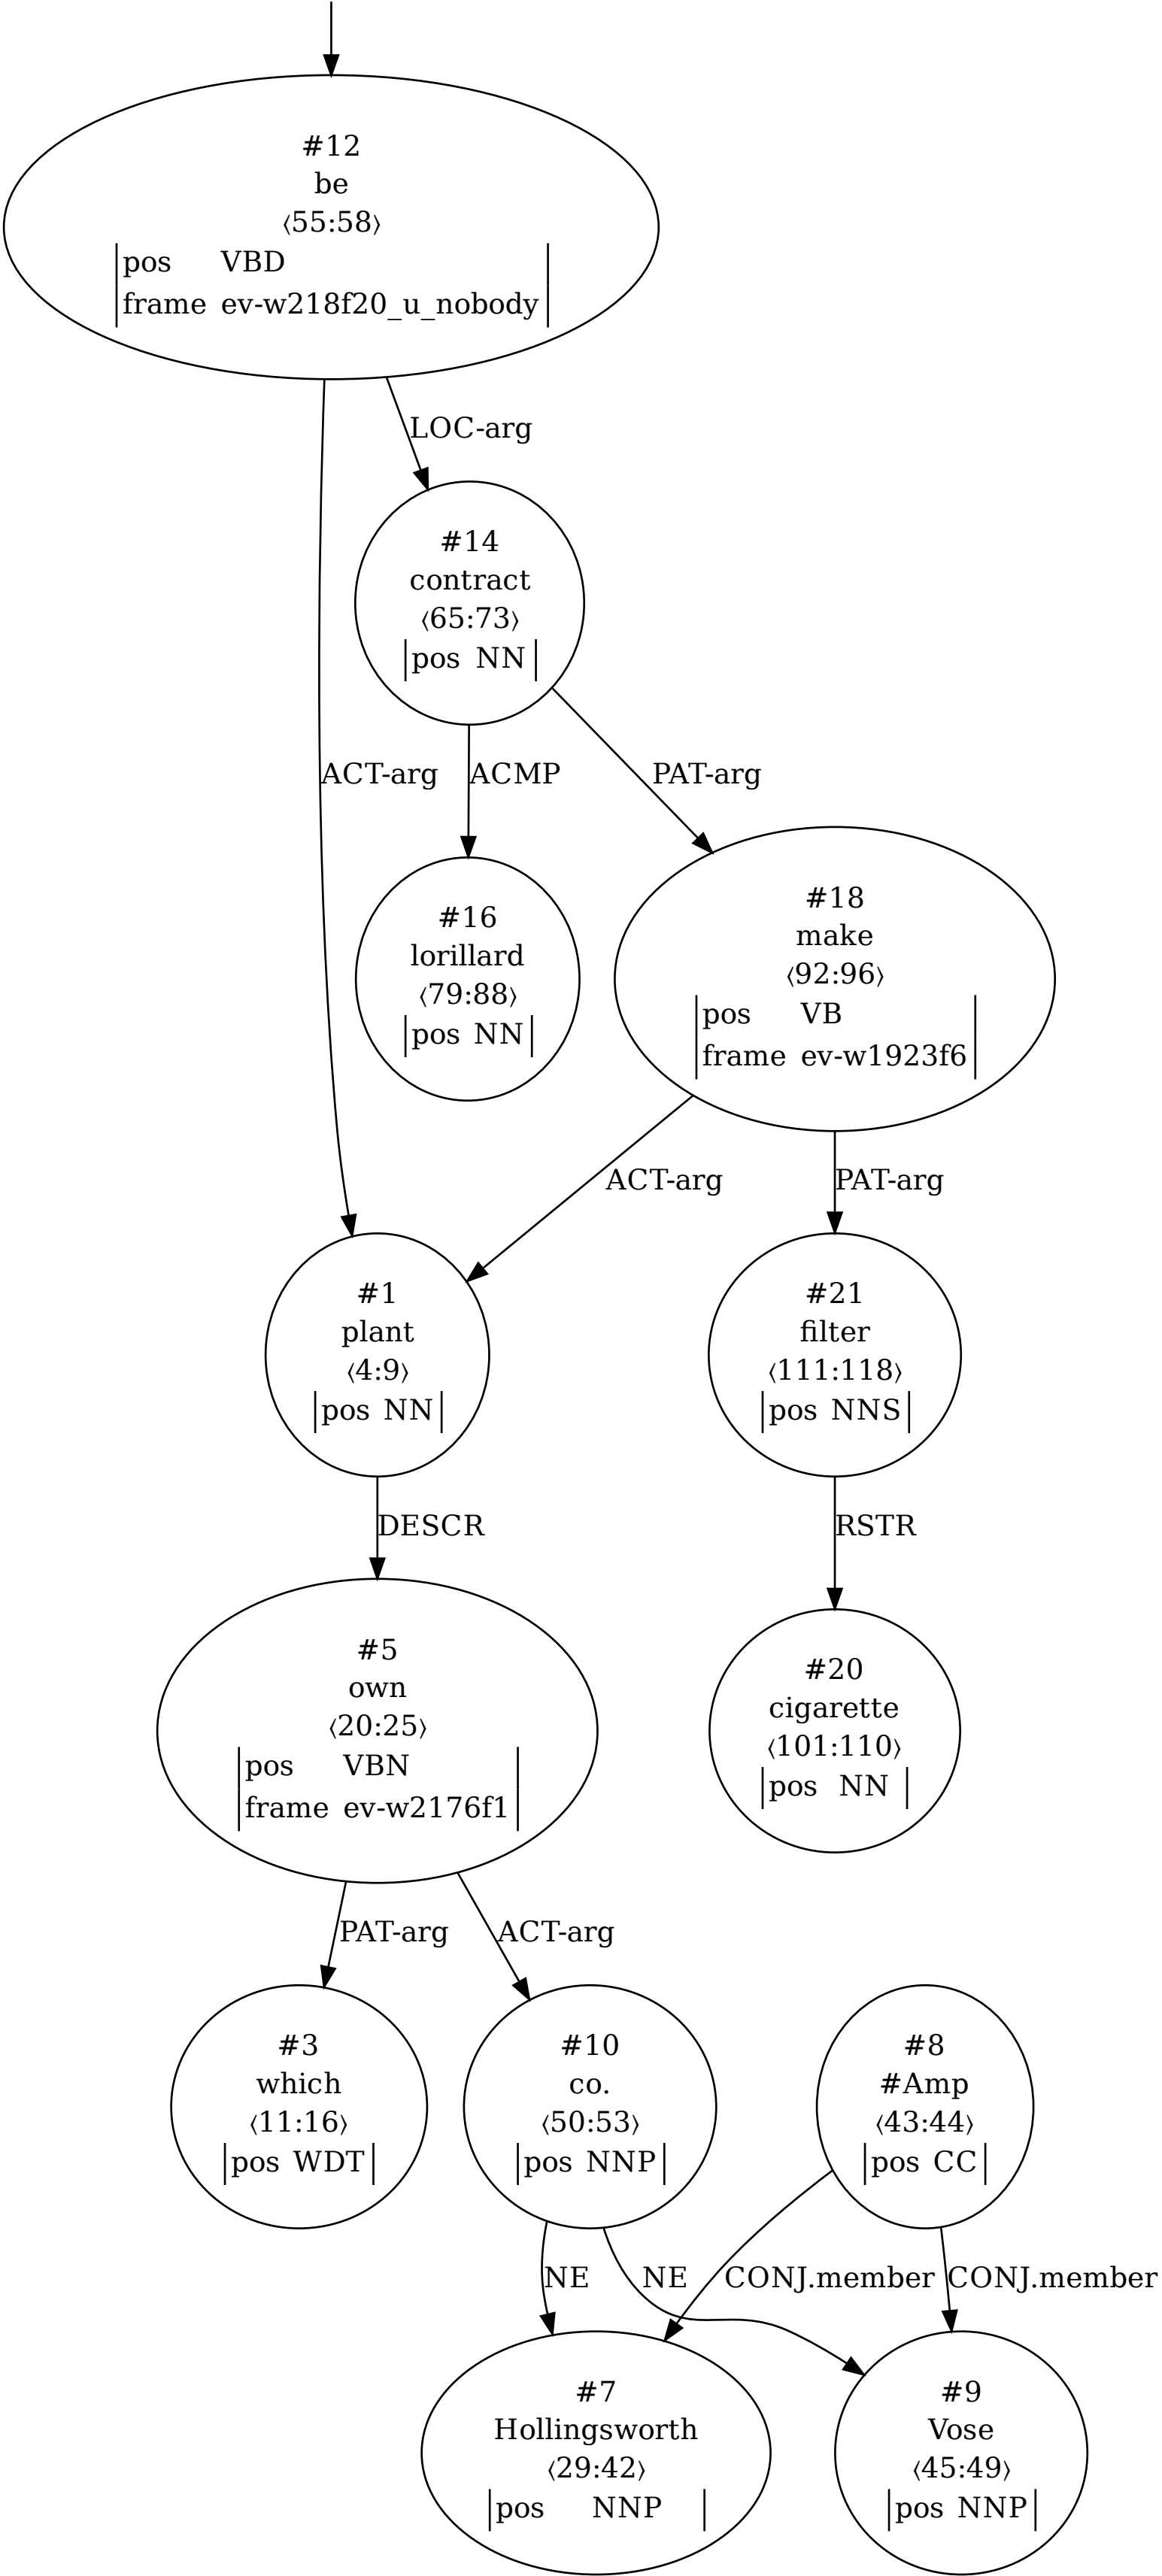 #12
be
⟨55:58⟩
pos VBD
frame ev-w218f20_u_nobody
LOC-arg
#14
contract
⟨65:73⟩
pos NN
ACT-arg
ACMP
PAT-arg
#16
lorillard
⟨79:88⟩
pos NN
#18
make
⟨92:96⟩
pos VB
frame ev-w1923f6
ACT-arg
PAT-arg
#1
plant
⟨4:9⟩
pos NN
#21
filter
⟨111:118⟩
pos NNS
DESCR
RSTR
#5
own
⟨20:25⟩
pos VBN
frame ev-w2176f1
#20
cigarette
⟨101:110⟩
pos NN
PAT-arg
ACT-arg
#3
which
⟨11:16⟩
pos WDT
#10
co.
⟨50:53⟩
pos NNP
#8
#Amp
⟨43:44⟩
pos CC
NE
NE
CONJ.member
CONJ.member
#7
Hollingsworth
⟨29:42⟩
pos NNP
#9
Vose
⟨45:49⟩
pos NNP